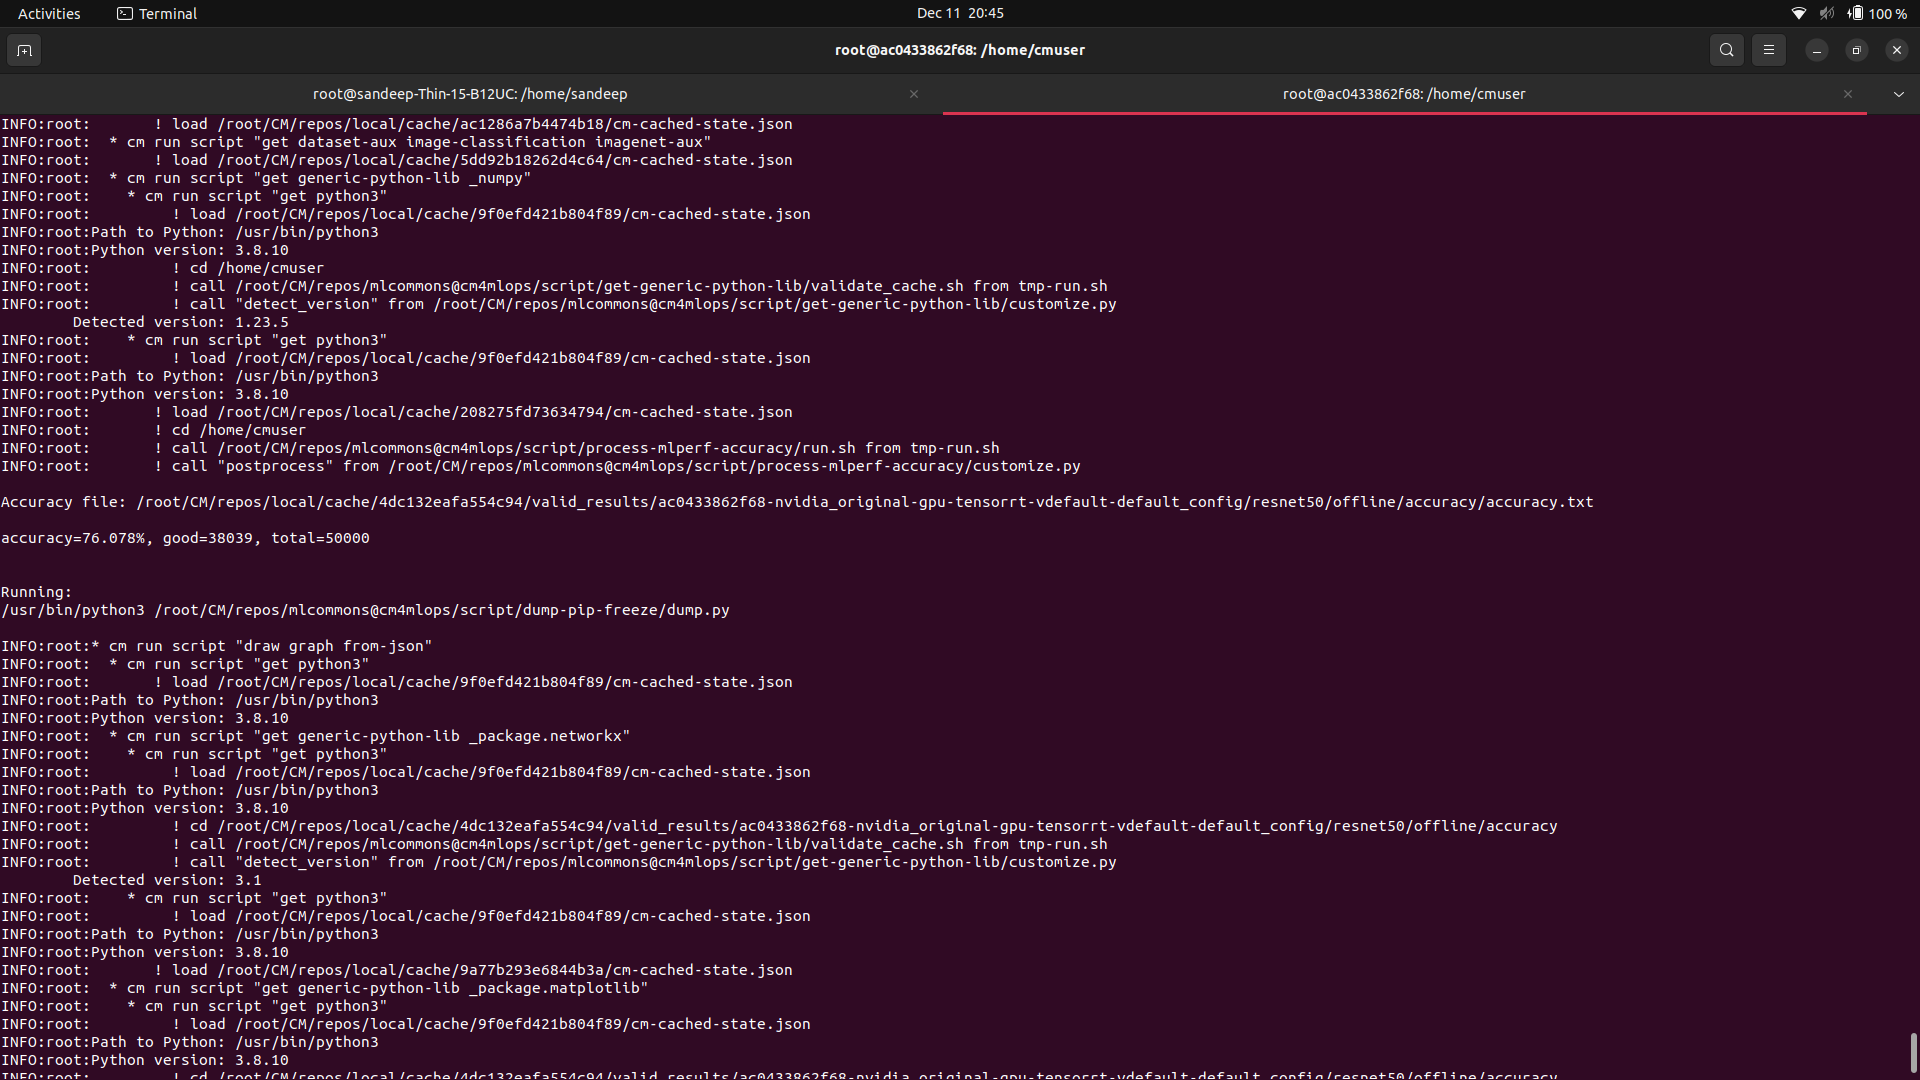 Activities
Terminal
Dec 11 20:45
100 %
root@ac0433862f68: /home/cmuser
root@sandeep-Thin-15-B12UC: /home/sandeep
root@ac0433862f68: /home/cmuser
INFO:root:       ! load /root/CM/repos/local/cache/ac1286a7b4474b18/cm-cached-state.json
INFO:root:  * cm run script "get dataset-aux image-classification imagenet-aux"
INFO:root:       ! load /root/CM/repos/local/cache/5dd92b18262d4c64/cm-cached-state.json
INFO:root:  * cm run script "get generic-python-lib _numpy"
INFO:root:    * cm run script "get python3"
INFO:root:         ! load /root/CM/repos/local/cache/9f0efd421b804f89/cm-cached-state.json
INFO:root:Path to Python: /usr/bin/python3
INFO:root:Python version: 3.8.10
INFO:root:         ! cd /home/cmuser
INFO:root:         ! call /root/CM/repos/mlcommons@cm4mlops/script/get-generic-python-lib/validate_cache.sh from tmp-run.sh
INFO:root:         ! call "detect_version" from /root/CM/repos/mlcommons@cm4mlops/script/get-generic-python-lib/customize.py
        Detected version: 1.23.5
INFO:root:    * cm run script "get python3"
INFO:root:         ! load /root/CM/repos/local/cache/9f0efd421b804f89/cm-cached-state.json
INFO:root:Path to Python: /usr/bin/python3
INFO:root:Python version: 3.8.10
INFO:root:       ! load /root/CM/repos/local/cache/208275fd73634794/cm-cached-state.json
INFO:root:       ! cd /home/cmuser
INFO:root:       ! call /root/CM/repos/mlcommons@cm4mlops/script/process-mlperf-accuracy/run.sh from tmp-run.sh
INFO:root:       ! call "postprocess" from /root/CM/repos/mlcommons@cm4mlops/script/process-mlperf-accuracy/customize.py
Accuracy file: /root/CM/repos/local/cache/4dc132eafa554c94/valid_results/ac0433862f68-nvidia_original-gpu-tensorrt-vdefault-default_config/resnet50/offline/accuracy/accuracy.txt
accuracy=76.078%, good=38039, total=50000
Running:
/usr/bin/python3 /root/CM/repos/mlcommons@cm4mlops/script/dump-pip-freeze/dump.py
INFO:root:* cm run script "draw graph from-json"
INFO:root:  * cm run script "get python3"
INFO:root:       ! load /root/CM/repos/local/cache/9f0efd421b804f89/cm-cached-state.json
INFO:root:Path to Python: /usr/bin/python3
INFO:root:Python version: 3.8.10
INFO:root:  * cm run script "get generic-python-lib _package.networkx"
INFO:root:    * cm run script "get python3"
INFO:root:         ! load /root/CM/repos/local/cache/9f0efd421b804f89/cm-cached-state.json
INFO:root:Path to Python: /usr/bin/python3
INFO:root:Python version: 3.8.10
INFO:root:         ! cd /root/CM/repos/local/cache/4dc132eafa554c94/valid_results/ac0433862f68-nvidia_original-gpu-tensorrt-vdefault-default_config/resnet50/offline/accuracy
INFO:root:         ! call /root/CM/repos/mlcommons@cm4mlops/script/get-generic-python-lib/validate_cache.sh from tmp-run.sh
INFO:root:         ! call "detect_version" from /root/CM/repos/mlcommons@cm4mlops/script/get-generic-python-lib/customize.py
        Detected version: 3.1
INFO:root:    * cm run script "get python3"
INFO:root:         ! load /root/CM/repos/local/cache/9f0efd421b804f89/cm-cached-state.json
INFO:root:Path to Python: /usr/bin/python3
INFO:root:Python version: 3.8.10
INFO:root:       ! load /root/CM/repos/local/cache/9a77b293e6844b3a/cm-cached-state.json
INFO:root:  * cm run script "get generic-python-lib _package.matplotlib"
INFO:root:    * cm run script "get python3"
INFO:root:         ! load /root/CM/repos/local/cache/9f0efd421b804f89/cm-cached-state.json
INFO:root:Path to Python: /usr/bin/python3
INFO:root:Python version: 3.8.10
INFO:root:         ! cd /root/CM/repos/local/cache/4dc132eafa554c94/valid_results/ac0433862f68-nvidia_original-gpu-tensorrt-vdefault-default_config/resnet50/offline/accuracy